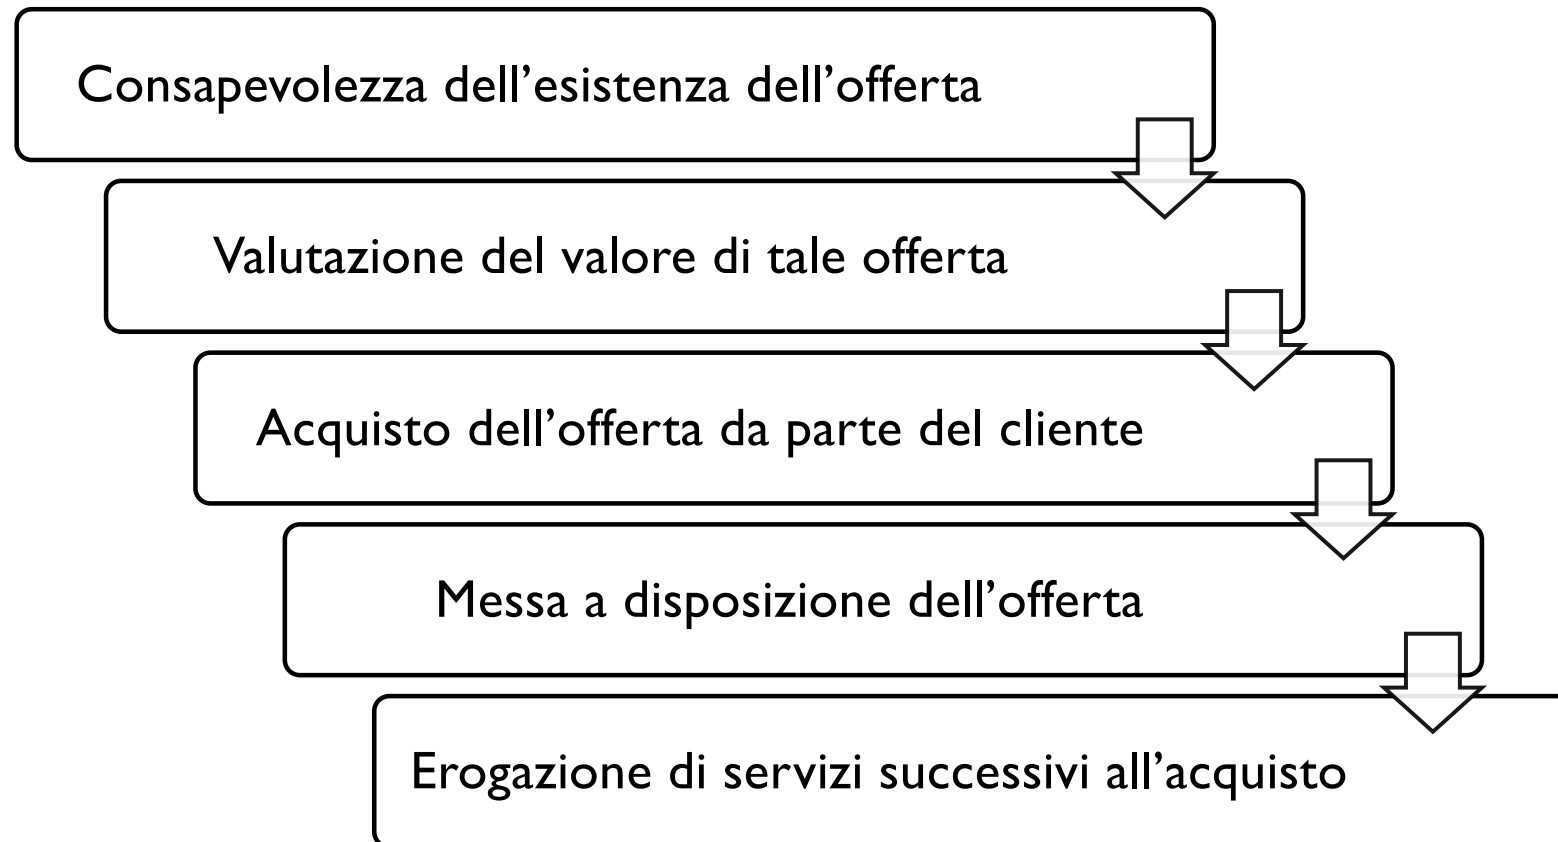 Consapevolezza dell’esistenza dell’offerta
Valutazione del valore di tale offerta
Acquisto dell’offerta da parte del cliente
Messa a disposizione dell’offerta
Erogazione di servizi successivi all’acquisto